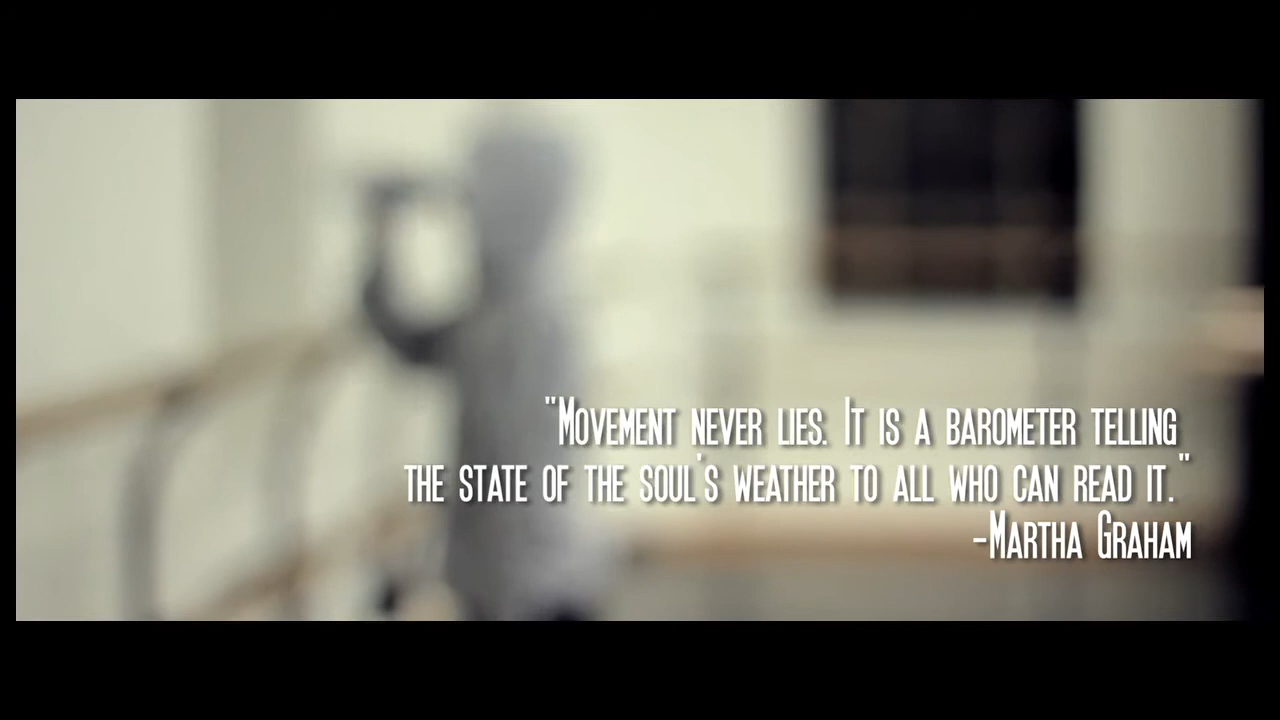 "Movement never lies. It is a barometer telling
the state of the soul's weather to all who can read it."
-Martha Graham